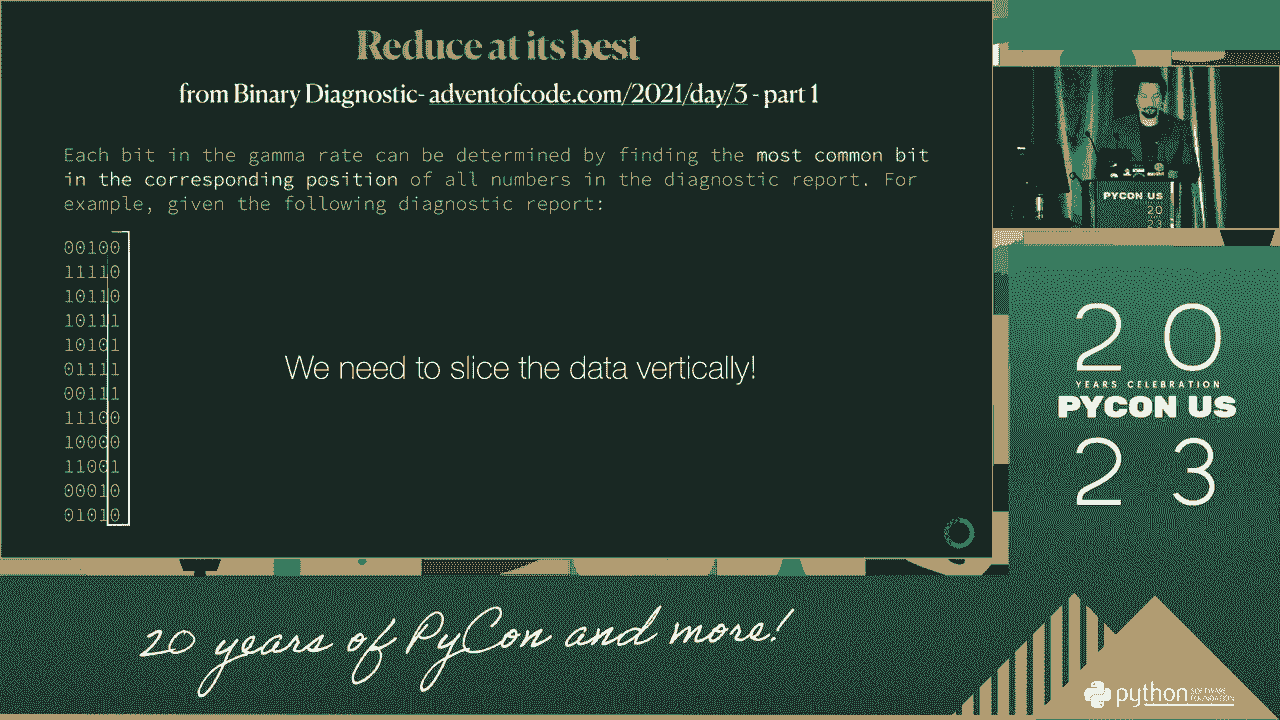 Reduce at its best
from Binary Diagnostic- adventofcode.com/2021/day/3 - part 1
Each bit in the gamma rate can be determined by finding the most common bit
in the corresponding position of all numbers in the diagnostic report. For
example, given the following diagnostic report:
00100
11110
10110
10111
10101
01111
00111
11100
10000
11001
00010
01010
We need to slice the data vertically!
PYCON US
20
23
20
YEARS CELEBRATION
PYCON US
23
20 years of PyCon and more!
python SOFTWARE
FOUNDATION